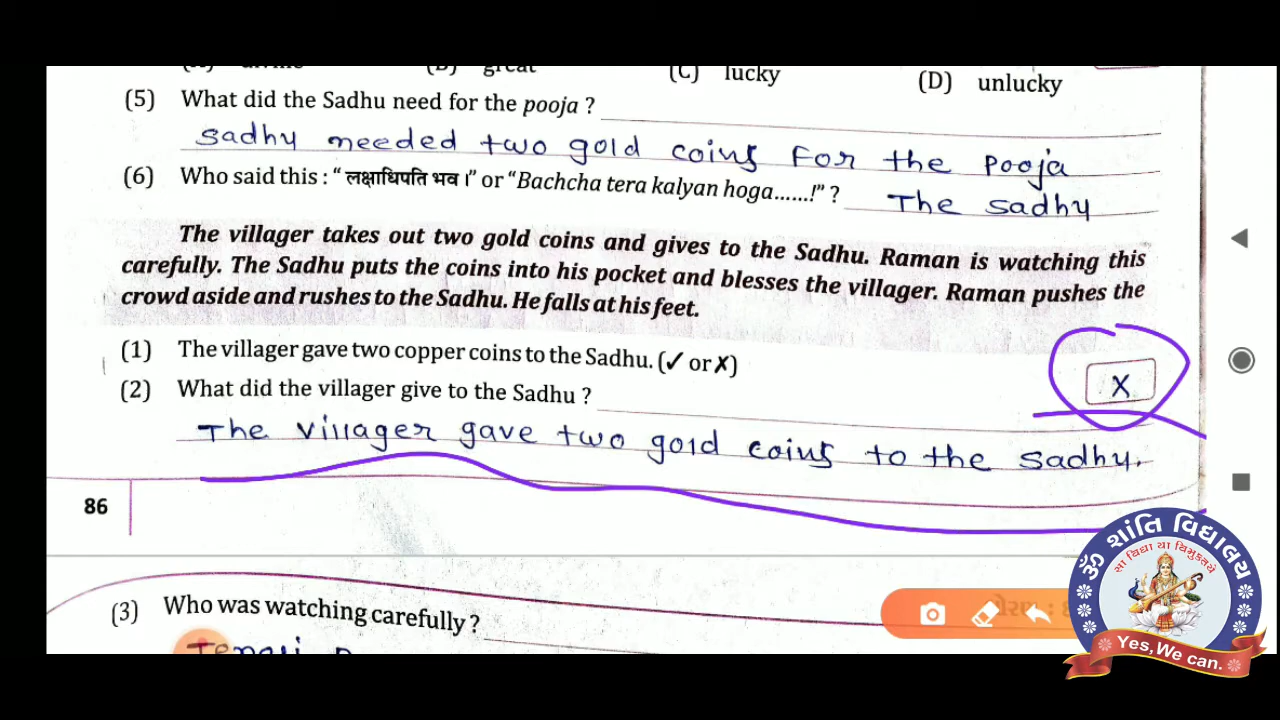 (B) great (C) lucky (D) unlucky
(5) What did the Sadhu need for the pooja ?
Sadhu needed two gold coins For the Pooja
(6) Who said this : “ लक्षाधिपति भव ।” or “Bachcha tera kalyan hoga......!” ? The Sadhu
The villager takes out two gold coins and gives to the Sadhu. Raman is watching this
carefully. The Sadhu puts the coins into his pocket and blesses the villager. Raman pushes the
crowd aside and rushes to the Sadhu. He falls at his feet.
(1) The villager gave two copper coins to the Sadhu. (✓ or ✗) X
(2) What did the villager give to the Sadhu ?
The villager gave two gold coins to the Sadhu.
86
(3) Who was watching carefully ?
ૐ શાંતિ વિદ્યાલય
સા વિદ્યા યા વિમુક્તયે
Yes, We can.